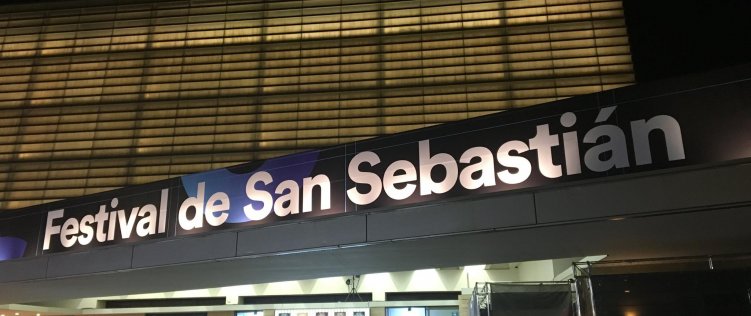 Festival de San Sebastián